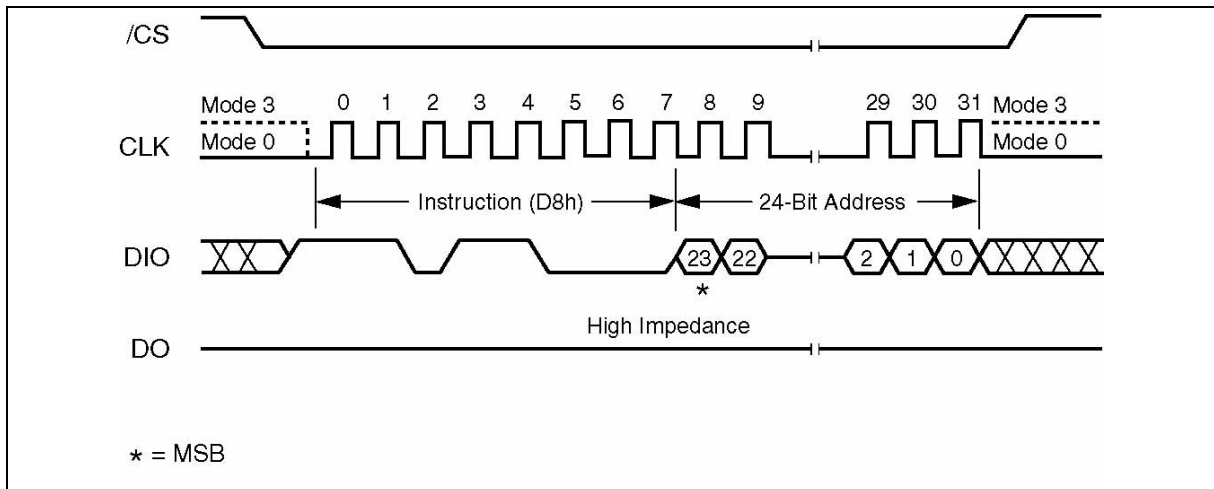 /CS
Mode 3 0 1 2 3 4 5 6 7 8 9 29 30 31 Mode 3
CLK Mode 0 Mode 0
Instruction (D8h) 24-Bit Address
DIO 23 22 2 1 0
*
High Impedance
DO
* = MSB